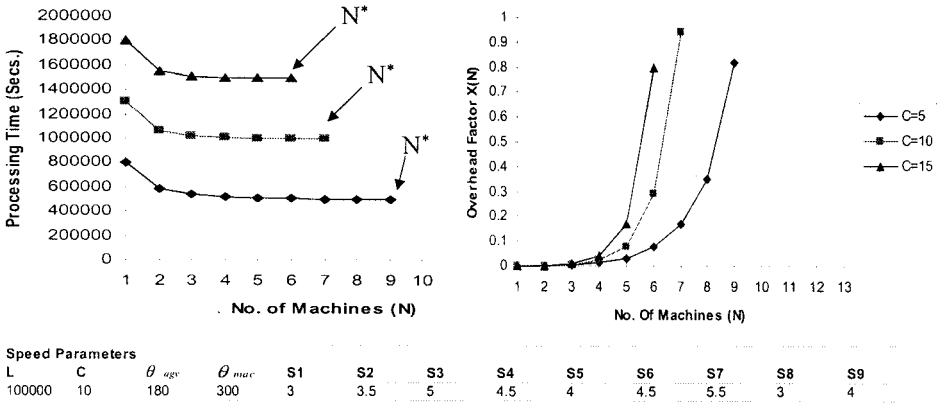 2000000
1800000
1600000
1400000
1200000
1000000
800000
600000
400000
200000
0
Processing Time (Secs.)
N*
N*
N*
1 2 3 4 5 6 7 8 9 10
. No. of Machines (N)
1
0.9
0.8
0.7
0.6
0.5
0.4
0.3
0.2
0.1
0
Overhead Factor X(N)
1 2 3 4 5 6 7 8 9 10 11 12 13
No. Of Machines (N)
C=5
C=10
C=15
Speed Parameters
L C θ agv θ mac S1 S2 S3 S4 S5 S6 S7 S8 S9
100000 10 180 300 3 3.5 5 4.5 4 4.5 5.5 3 4